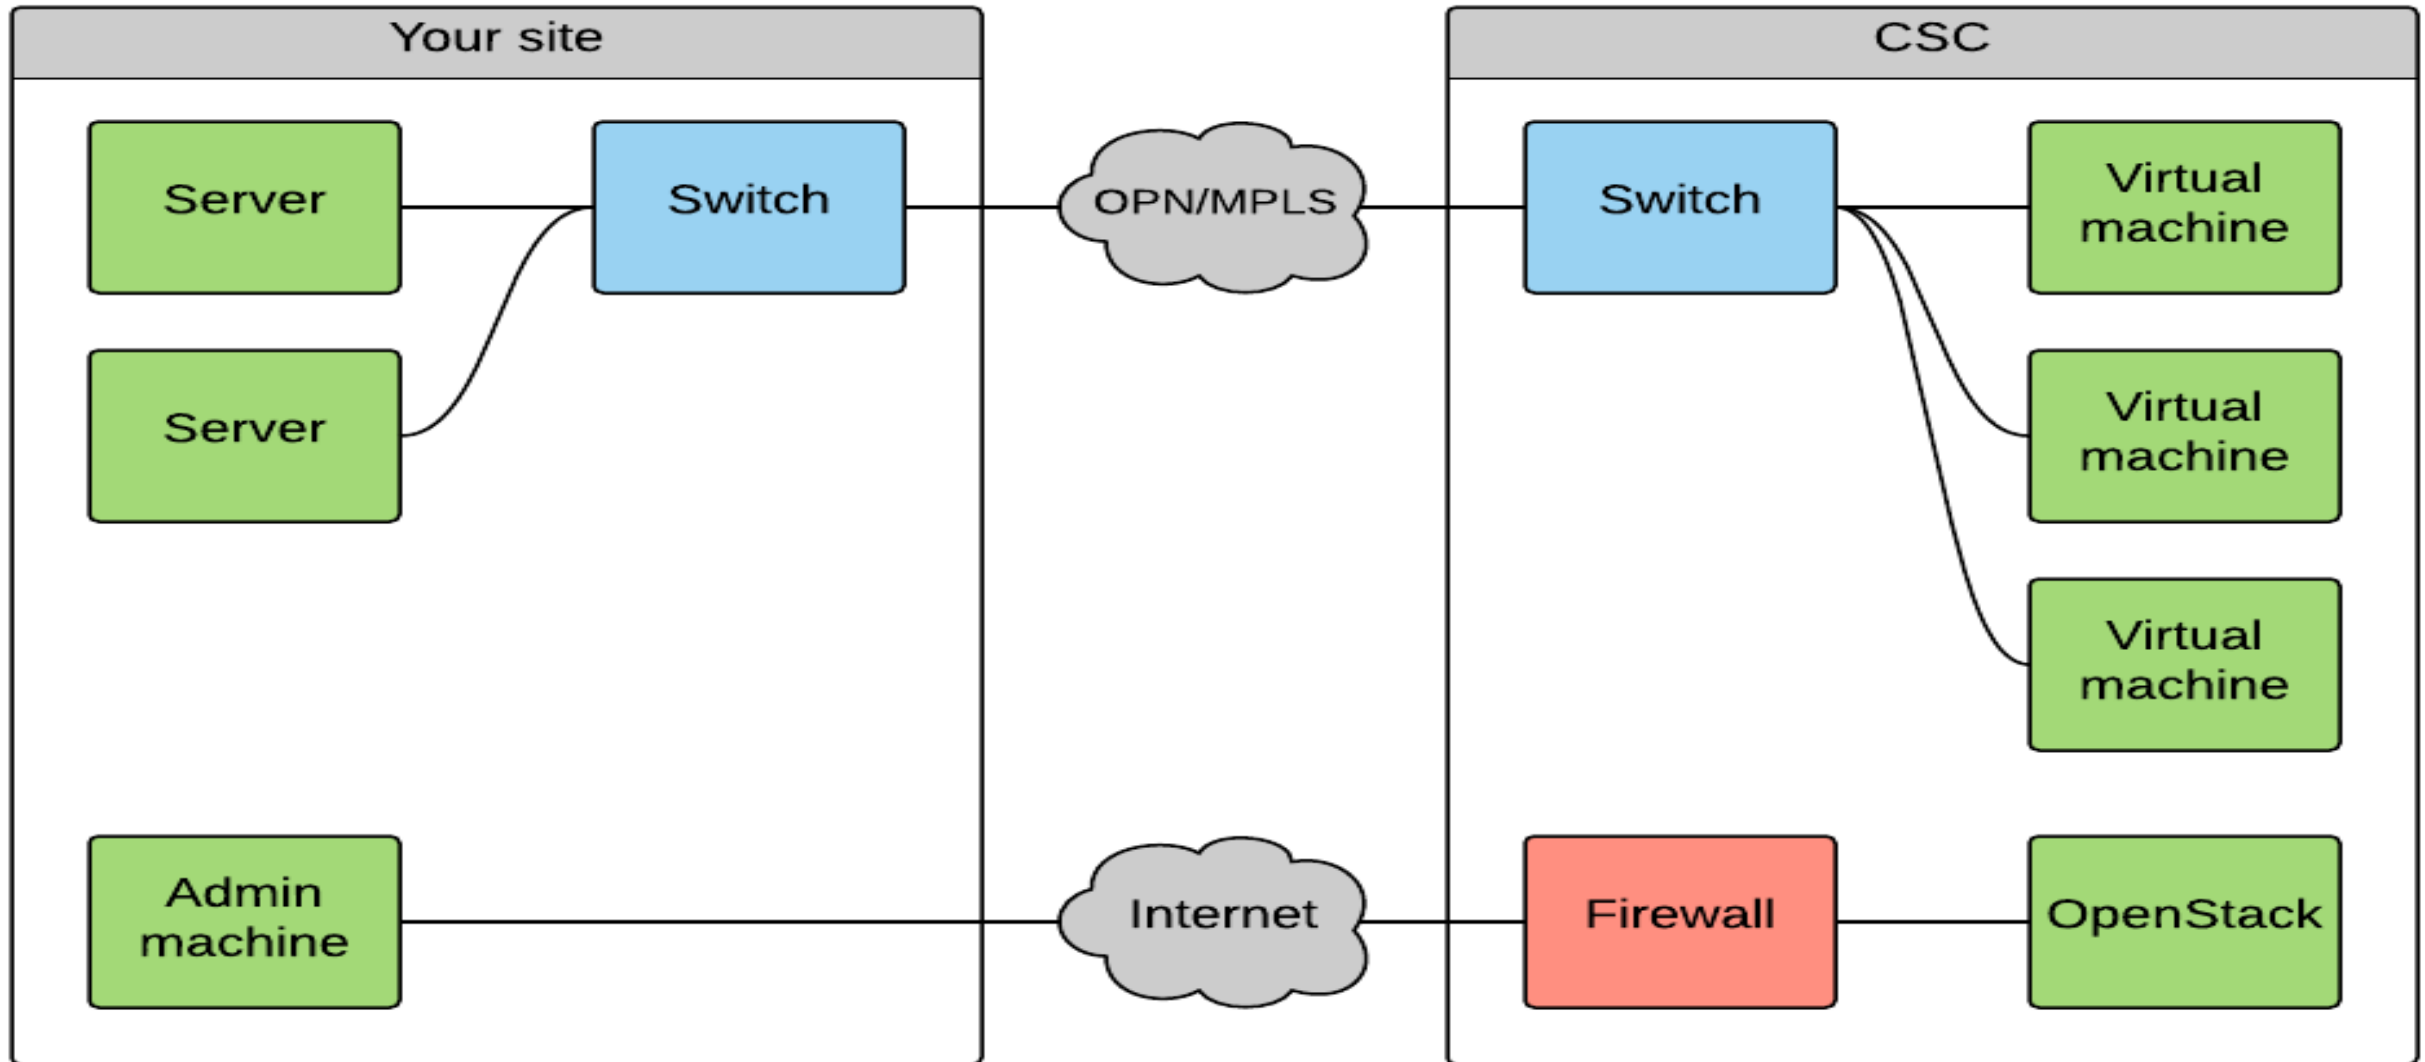 Your site
CSC
Server
Switch
OPN/MPLS
Switch
Virtual
machine
Server
Virtual
machine
Virtual
machine
Admin
machine
Internet
Firewall
OpenStack